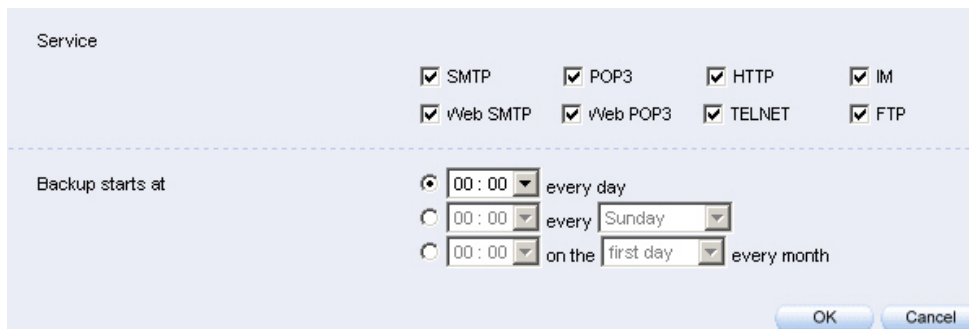 Service
SMTP POP3 HTTP IM
Web SMTP Web POP3 TELNET FTP
Backup starts at 00 : 00 every day
00 : 00 every Sunday
00 : 00 on the first day every month
OK Cancel